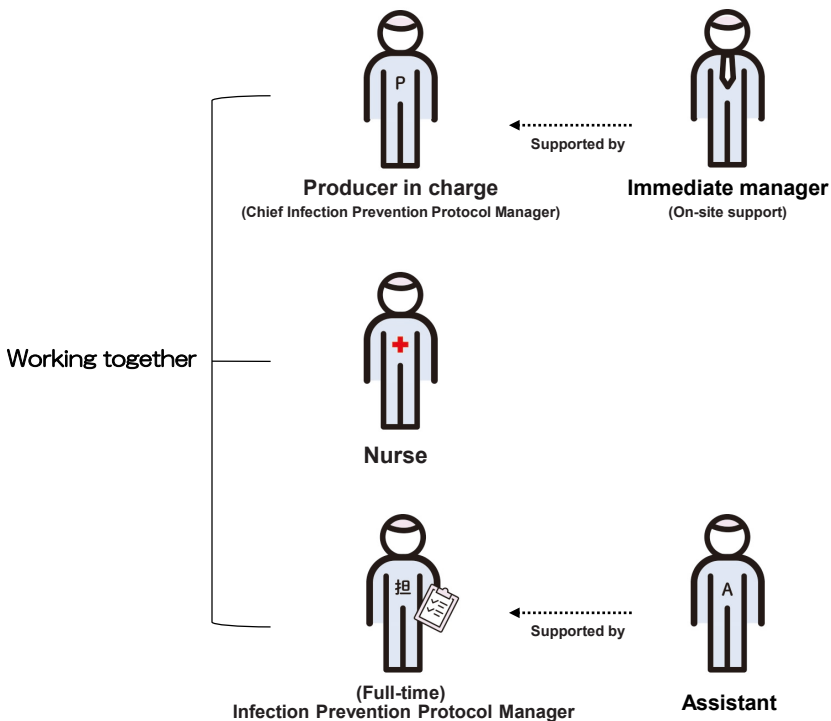 P
Supported by
Producer in charge
(Chief Infection Prevention Protocol Manager)
Immediate manager
(On-site support)
Working together
Nurse
担
A
Supported by
(Full-time)
Infection Prevention Protocol Manager
Assistant